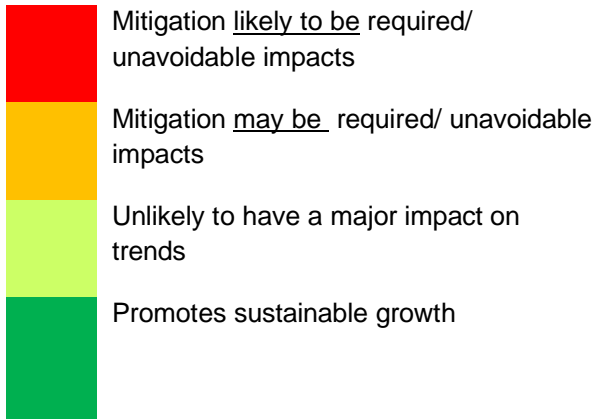 Mitigation likely to be required/
unavoidable impacts
Mitigation may be  required/ unavoidable
impacts
Unlikely to have a major impact on
trends
Promotes sustainable growth